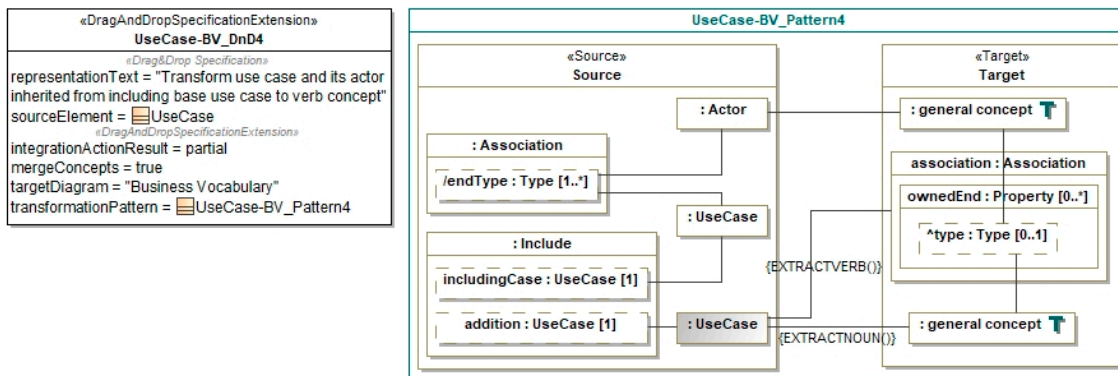 «DragAndDropSpecificationExtension»
UseCase-BV_DnD4
«Drag&Drop Specification»
representationText = "Transform use case and its actor
inherited from including base use case to verb concept"
sourceElement = UseCase
«DragAndDropSpecificationExtension»
integrationActionResult = partial
mergeConcepts = true
targetDiagram = "Business Vocabulary"
transformationPattern = UseCase-BV_Pattern4
UseCase-BV_Pattern4
«Source»
Source
: Actor
: Association
/endType : Type [1..*]
: UseCase
: Include
includingCase : UseCase [1]
addition : UseCase [1]
: UseCase
{EXTRACTVERB()}
{EXTRACTNOUN()}
«Target»
Target
: general concept
association : Association
ownedEnd : Property [0..*]
^type : Type [0..1]
: general concept